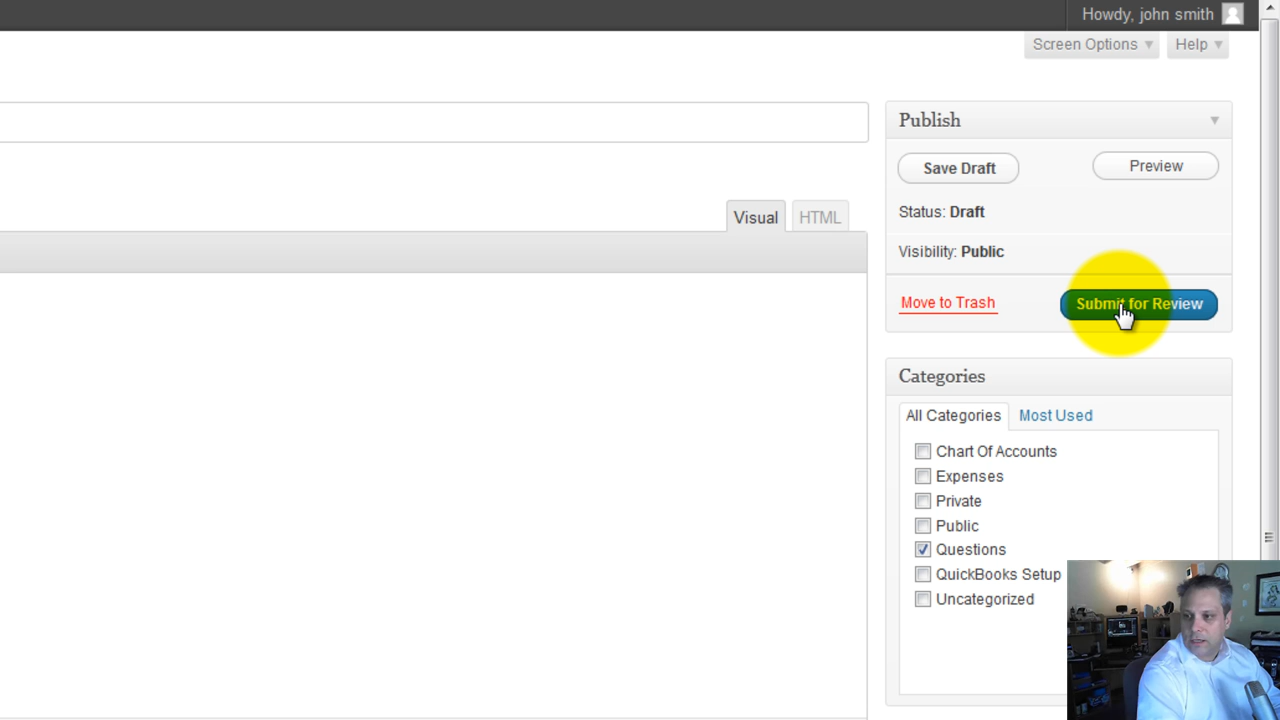 Howdy, john smith
Screen Options
Help
Publish
Save Draft
Preview
Status: Draft
Visual
HTML
Visibility: Public
Move to Trash
Submit for Review
Categories
All Categories
Most Used
Chart Of Accounts
Expenses
Private
Public
Questions
QuickBooks Setup
Uncategorized